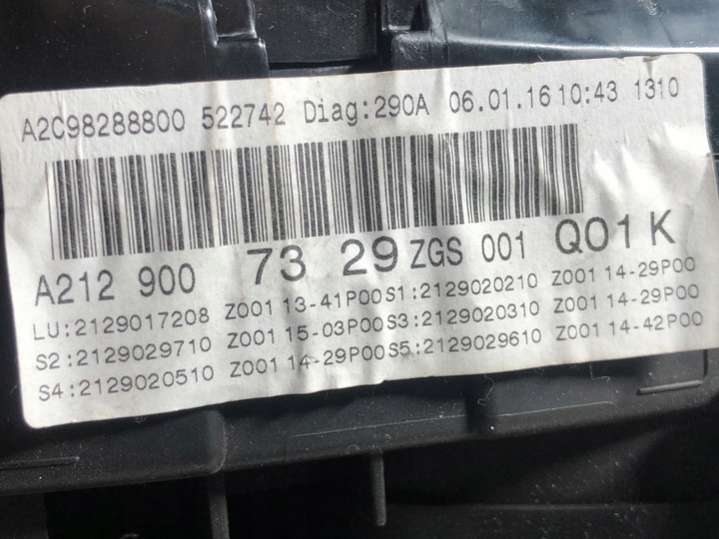 A2C98288800 522742 Diag:290A 06.01.16 10:43 1310
A212 900 73 29 ZGS 001 Q01 K
LU:2129017208 Z001 13-41P00 S1:2129020210 Z001 14-29P00
S2:2129029710 Z001 15-03P00 S3:2129020310 Z001 14-29P00
S4:2129020510 Z001 14-29P00 S5:2129029610 Z001 14-42P00